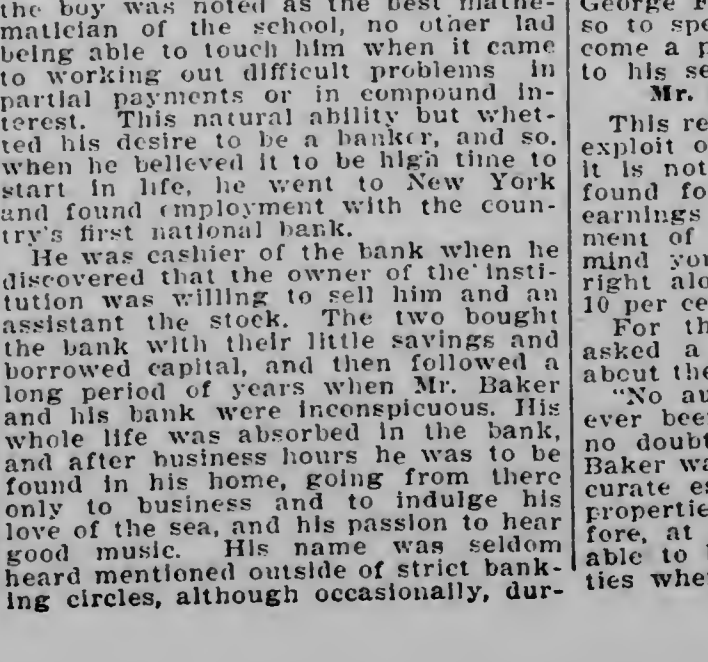 the boy was noted as the best mathe-
matician of the school, no other lad
being able to touch him when it came
to working out difficult problems in
partial payments or in compound in-
terest. This natural ability but whet-
ted his desire to be a banker, and so,
when he believed it to be high time to
start in life, he went to New York
and found employment with the coun-
try's first national bank.
He was cashier of the bank when he
discovered that the owner of the insti-
tution was willing to sell him and an
assistant the stock. The two bought
the bank with their little savings and
borrowed capital, and then followed a
long period of years when Mr. Baker
and his bank were inconspicuous. His
whole life was absorbed in the bank,
and after business hours he was to be
found in his home, going from there
only to business and to indulge his
love of the sea, and his passion to hear
good music. His name was seldom
heard mentioned outside of strict bank-
ing circles, although occasionally, dur-
George F
so to spe
come a p
to his se
Mr.
This re
exploit o
it is not
found fo
earnings
ment of
mind yo
right alo
10 per ce
For th
asked a
about the
"No au
ever bee
no doubt
Baker wa
curate es
propertie
fore, at
able to
ties whe